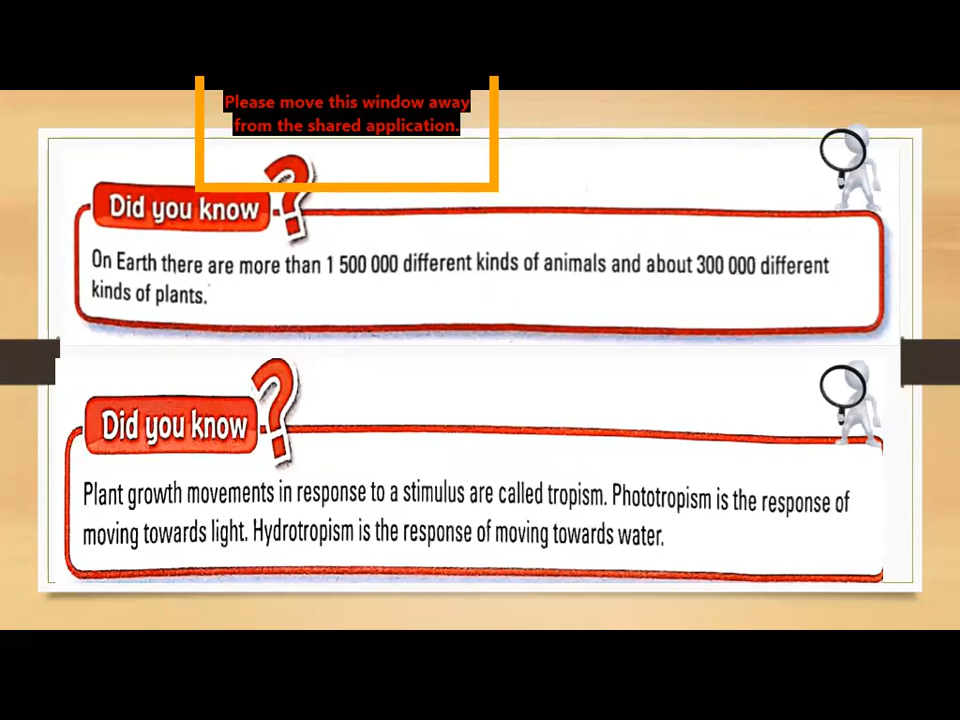 Please move this window away
from the shared application.
Did you know ?
On Earth there are more than 1 500 000 different kinds of animals and about 300 000 different
kinds of plants.
Did you know ?
Plant growth movements in response to a stimulus are called tropism. Phototropism is the response of
moving towards light. Hydrotropism is the response of moving towards water.